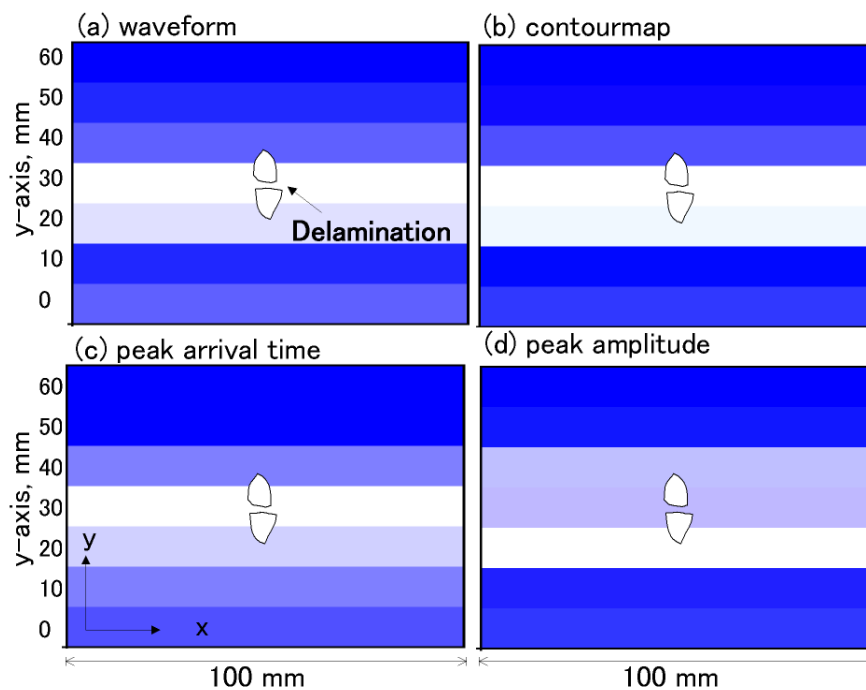 (a) waveform
(b) contourmap
60
50
40
30
20
10
0
y-axis, mm
Delamination
(c) peak arrival time
(d) peak amplitude
60
50
40
30
20
10
0
y-axis, mm
y
x
100 mm
100 mm